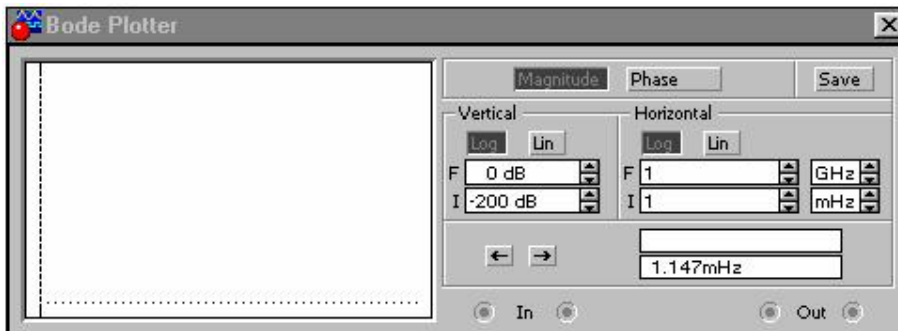 Bode Plotter
Magnitude Phase Save
Vertical Horizontal
Log Lin Log Lin
F 0 dB F 1 GHz
I -200 dB I 1 mHz
1.147mHz
In Out